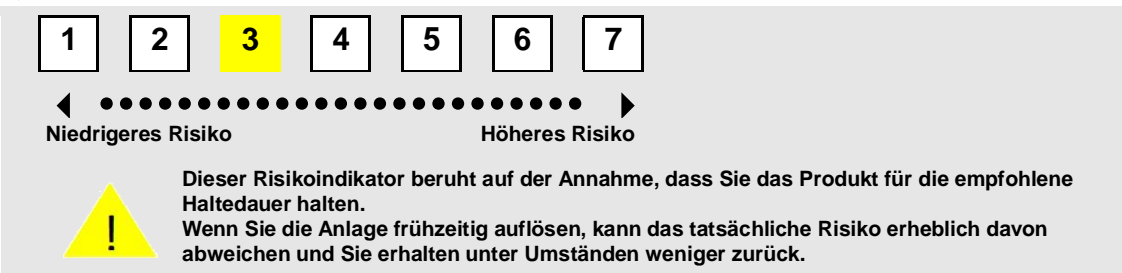 1 2 3 4 5 6 7
Niedrigeres Risiko Höheres Risiko
Dieser Risikoindikator beruht auf der Annahme, dass Sie das Produkt für die empfohlene
Haltedauer halten.
! Wenn Sie die Anlage frühzeitig auflösen, kann das tatsächliche Risiko erheblich davon
abweichen und Sie erhalten unter Umständen weniger zurück.